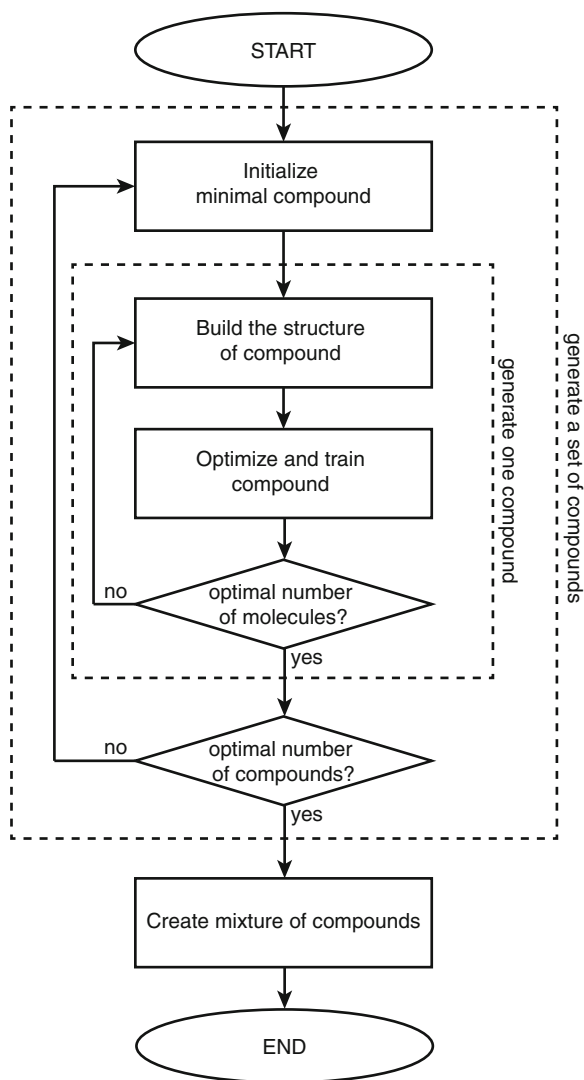 START
Initialize
minimal compound
Build the structure
of compound
Optimize and train
compound
optimal number
of molecules?
no
yes
generate one compound
optimal number
of compounds?
no
yes
generate a set of compounds
Create mixture of compounds
END